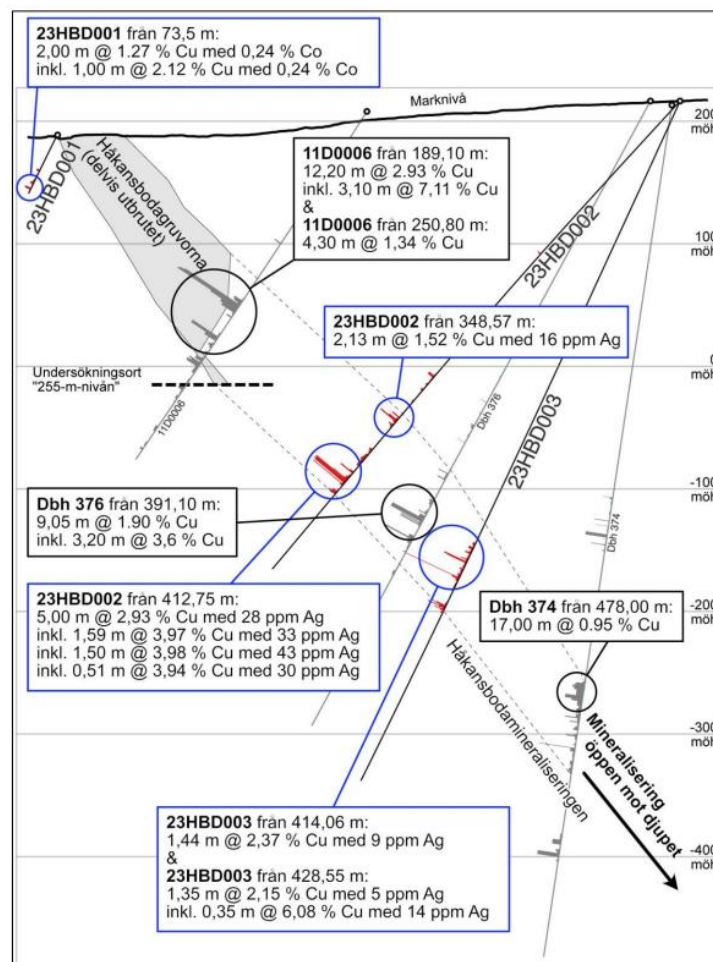 23HBD001 från 73,5 m:
2,00 m @ 1.27 % Cu med 0,24 % Co
inkl. 1,00 m @ 2.12 % Cu med 0,24 % Co
Marknivå
200
möh
23HBD001
Håkansbodagruvorna
(delvis utbrutet)
11D0006 från 189,10 m:
12,20 m @ 2.93 % Cu
inkl. 3,10 m @ 7,11 % Cu
&
11D0006 från 250,80 m:
4,30 m @ 1,34 % Cu
23HBD002
100
möh
23HBD002 från 348,57 m:
2,13 m @ 1,52 % Cu med 16 ppm Ag
Undersökningsort
"255-m-nivån"
0
möh
11D0006
Dbh 376
23HBD003
-100
möh
Dbh 374
Dbh 376 från 391,10 m:
9,05 m @ 1.90 % Cu
inkl. 3,20 m @ 3,6 % Cu
23HBD002 från 412,75 m:
5,00 m @ 2,93 % Cu med 28 ppm Ag
inkl. 1,59 m @ 3,97 % Cu med 33 ppm Ag
inkl. 1,50 m @ 3,98 % Cu med 43 ppm Ag
inkl. 0,51 m @ 3,94 % Cu med 30 ppm Ag
-200
möh
Dbh 374 från 478,00 m:
17,00 m @ 0.95 % Cu
Håkansbodamineraliseringen
-300
möh
Mineralisering
öppen mot djupet
23HBD003 från 414,06 m:
1,44 m @ 2,37 % Cu med 9 ppm Ag
&
23HBD003 från 428,55 m:
1,35 m @ 2,15 % Cu med 5 ppm Ag
inkl. 0,35 m @ 6,08 % Cu med 14 ppm Ag
-400
möh